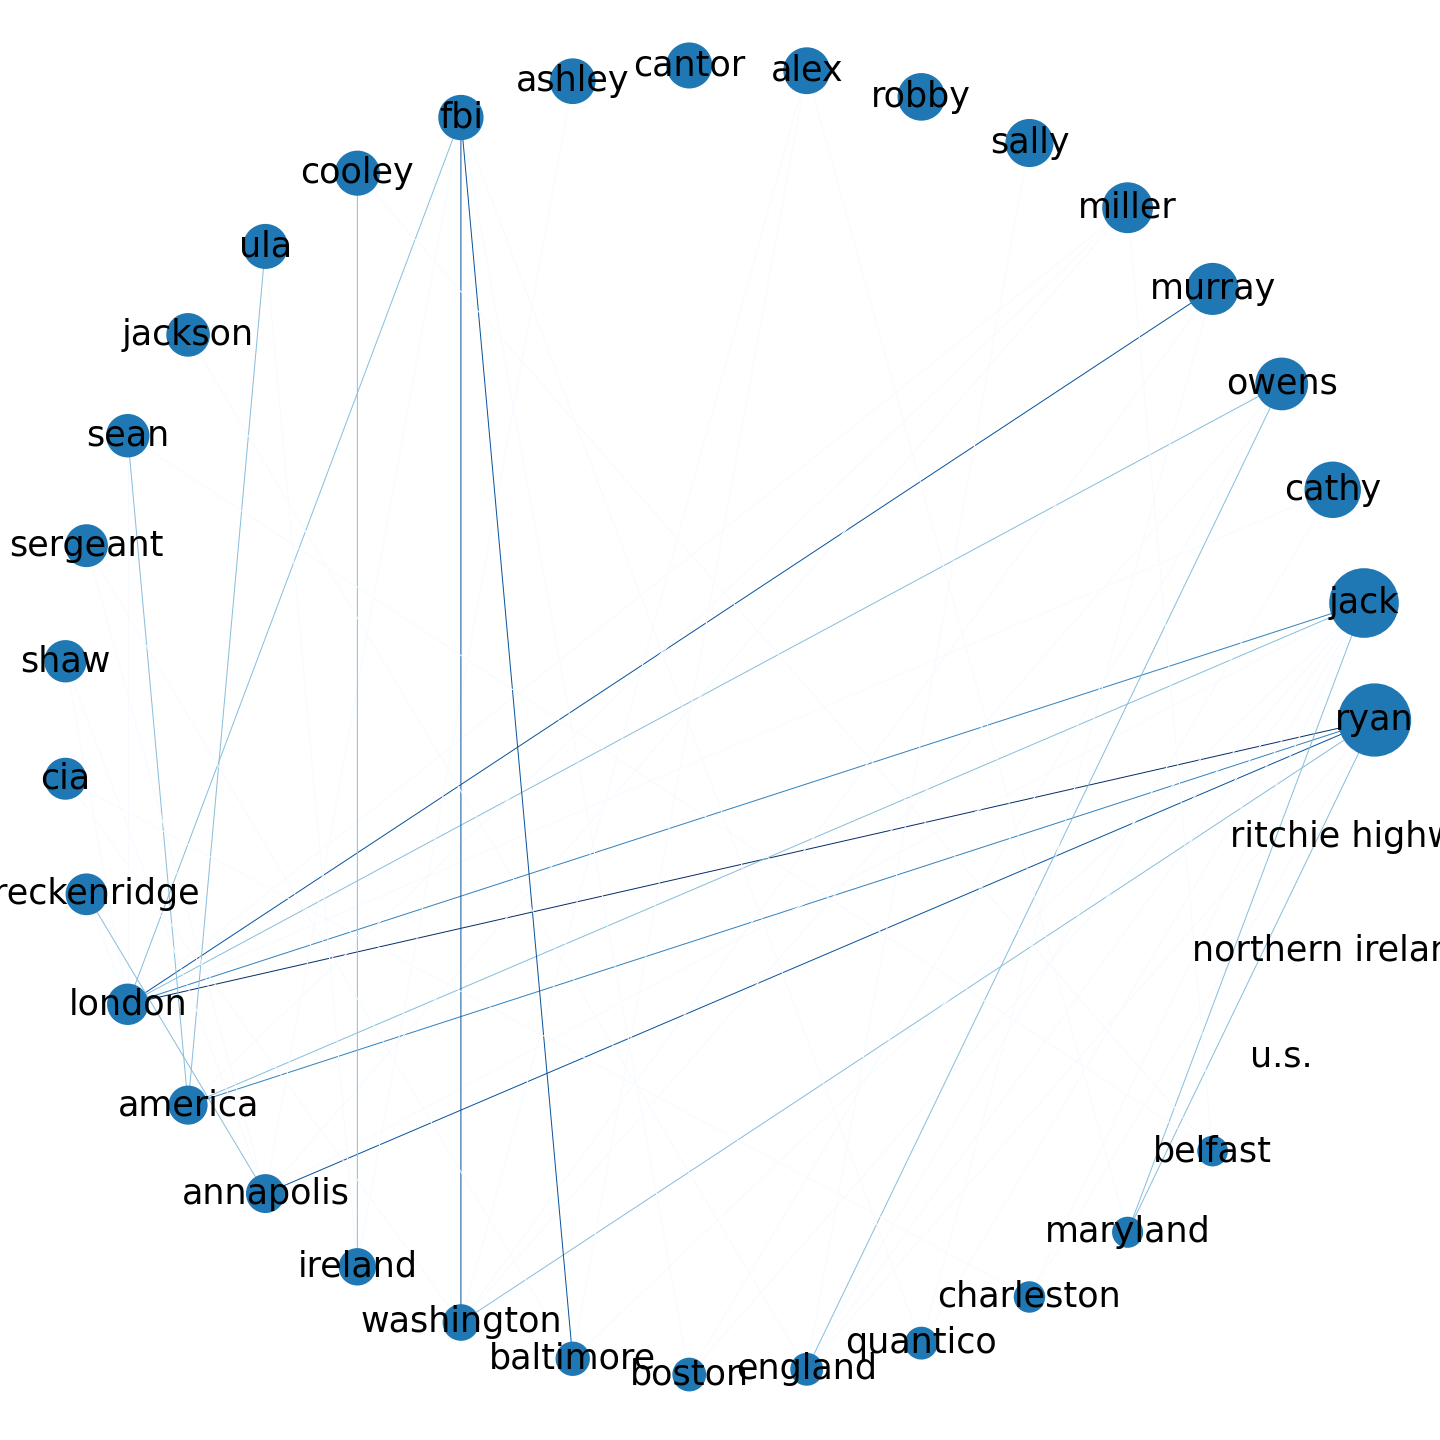 cantor
alex
ashley
robby
fbi
sally
cooley
miller
ula
murray
jackson
owens
sean
cathy
sergeant
jack
shaw
ryan
cia
ritchie highw
reckenridge
northern irelan
london
u.s.
america
belfast
annapolis
maryland
ireland
charleston
washington
quantico
baltimore
england
boston